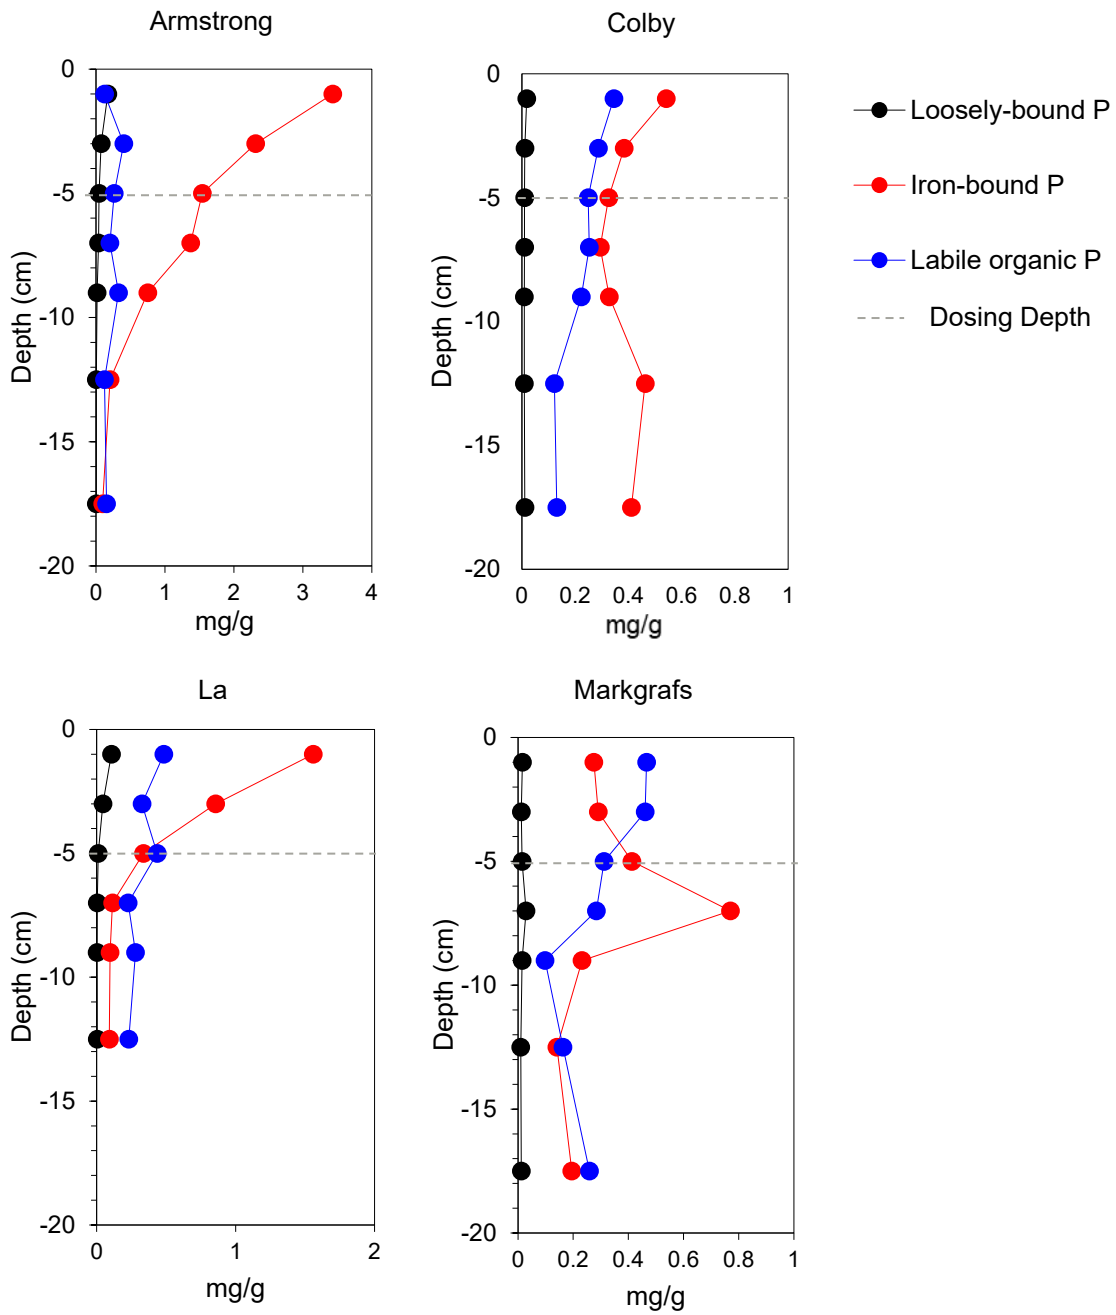 Armstrong
0
-5
-10
-15
-20
Depth (cm)
0 1 2 3 4
mg/g
Colby
0
-5
-10
-15
-20
Depth (cm)
0 0.2 0.4 0.6 0.8 1
mg/g
Loosely-bound P
Iron-bound P
Labile organic P
Dosing Depth
La
0
-5
-10
-15
-20
Depth (cm)
0 1 2
mg/g
Markgrafs
0
-5
-10
-15
-20
Depth (cm)
0 0.2 0.4 0.6 0.8 1
mg/g